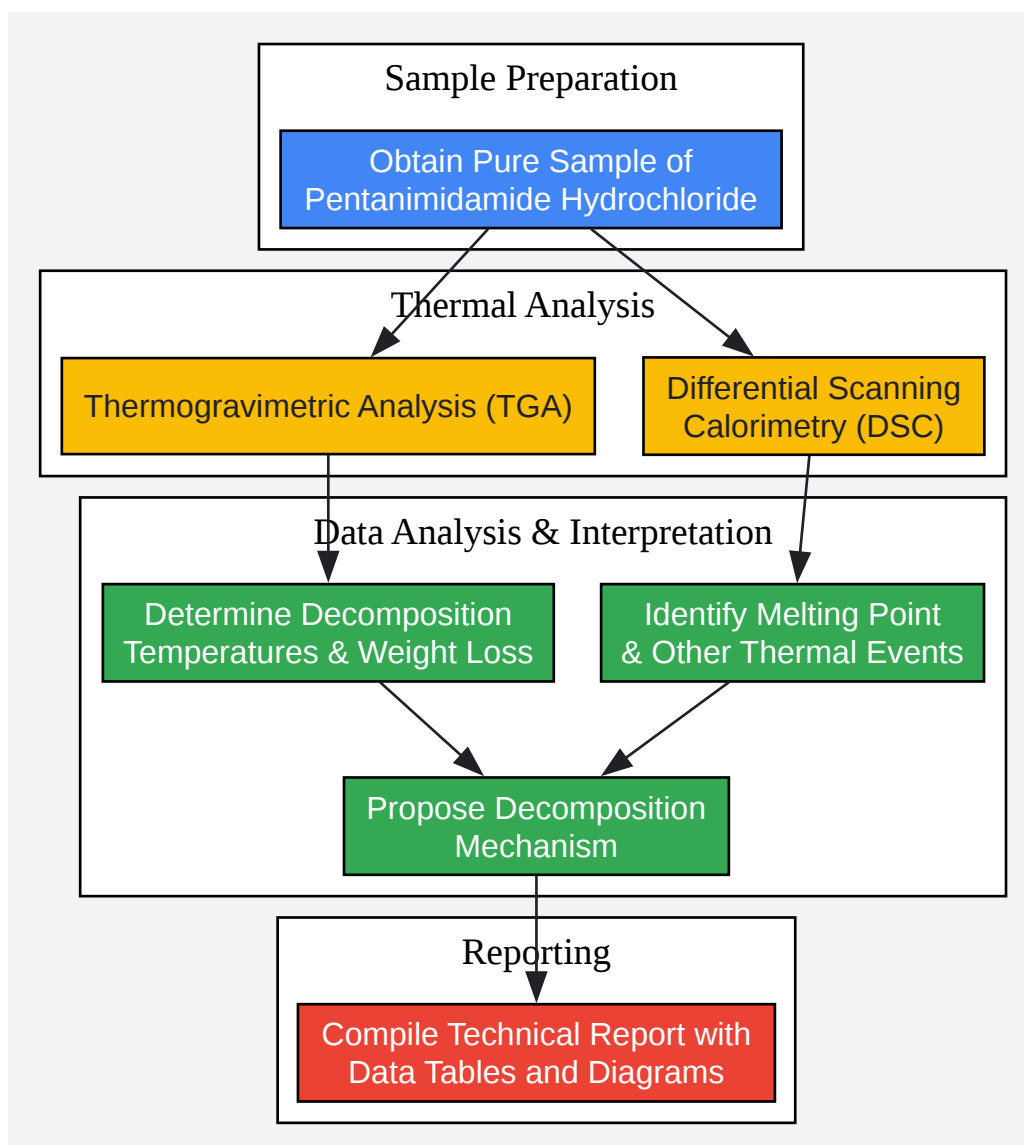 Sample Preparation
Obtain Pure Sample of
Pentanimidamide Hydrochloride
Thermal Analysis
Thermogravimetric Analysis (TGA)
Differential Scanning
Calorimetry (DSC)
Data Analysis & Interpretation
Determine Decomposition
Temperatures & Weight Loss
Identify Melting Point
& Other Thermal Events
Propose Decomposition
Mechanism
Reporting
Compile Technical Report with
Data Tables and Diagrams